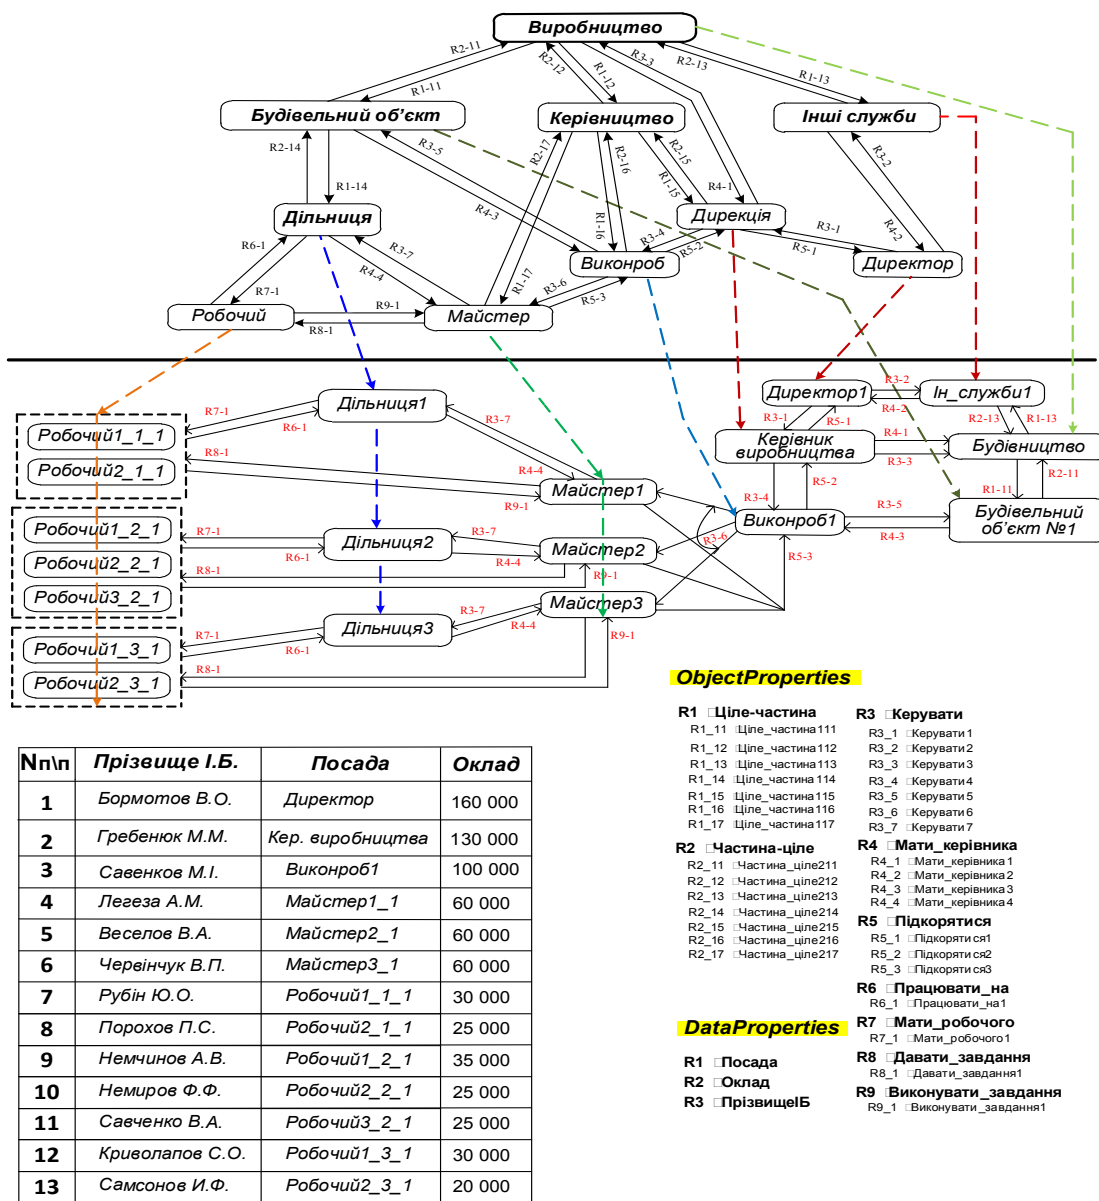 Виробництво
R2-11
R1-11
R2-12
R1-12
R3-3
R2-13
R1-13
Будівельний об’єкт
Керівництво
Інші служби
R2-14
R1-14
R3-5
R4-3
R2-17
R1-17
R2-16
R1-16
R2-15
R1-15
R4-1
R3-2
R4-2
Дільниця
Дирекція
R6-1
R7-1
R3-7
R4-4
R3-4
R5-2
R3-1
R5-1
Виконроб
Директор
R3-6
R5-3
Робочий
R9-1
R8-1
Майстер
Дільниця1
Директор1
R3-2
R4-2
Ін_служби1
R7-1
R6-1
R3-7
R3-1
R5-1
R2-13
R1-13
Робочий1_1_1
Керівник
виробництва
R4-1
R3-3
Будівництво
R8-1
Робочий2_1_1
R4-4
R9-1
Майстер1
R3-4
R5-2
R1-11
R2-11
Робочий1_2_1
R7-1
R6-1
Дільниця2
R3-7
R4-4
Майстер2
R3-6
Виконроб1
R3-5
R4-3
Будівельний
об’єкт №1
R5-3
Робочий2_2_1
R8-1
R9-1
Робочий3_2_1
Майстер3
Робочий1_3_1
R7-1
R6-1
Дільниця3
R3-7
R4-4
R9-1
Робочий2_3_1
R8-1
ObjectProperties
R1 Ціле-частина
R1_11 Ціле_частина111
R1_12 Ціле_частина112
R1_13 Ціле_частина113
R1_14 Ціле_частина114
R1_15 Ціле_частина115
R1_16 Ціле_частина116
R1_17 Ціле_частина117
R2 Частина-ціле
R2_11 Частина_ціле211
R2_12 Частина_ціле212
R2_13 Частина_ціле213
R2_14 Частина_ціле214
R2_15 Частина_ціле215
R2_16 Частина_ціле216
R2_17 Частина_ціле217
R3 Керувати
R3_1 Керувати1
R3_2 Керувати2
R3_3 Керувати3
R3_4 Керувати4
R3_5 Керувати5
R3_6 Керувати6
R3_7 Керувати7
R4 Мати_керівника
R4_1 Мати_керівника1
R4_2 Мати_керівника2
R4_3 Мати_керівника3
R4_4 Мати_керівника4
R5 Підкорятися
R5_1 Підкорятися1
R5_2 Підкорятися2
R5_3 Підкорятися3
R6 Працювати_на
R6_1 Працювати_на1
R7 Мати_робочого
R7_1 Мати_робочого1
R8 Давати_завдання
R8_1 Давати_завдання1
R9 Виконувати_завдання
R9_1 Виконувати_завдання1
DataProperties
R1 Посада
R2 Оклад
R3 ПрізвищеІБ
Nп\п Прізвище І.Б. Посада Оклад
1 Бормотов В.О. Директор 160 000
2 Гребенюк М.М. Кер. виробництва 130 000
3 Савенков М.І. Виконроб1 100 000
4 Легеза А.М. Майстер1_1 60 000
5 Веселов В.А. Майстер2_1 60 000
6 Червінчук В.П. Майстер3_1 60 000
7 Рубін Ю.О. Робочий1_1_1 30 000
8 Порохов П.С. Робочий2_1_1 25 000
9 Немчинов А.В. Робочий1_2_1 35 000
10 Немиров Ф.Ф. Робочий2_2_1 25 000
11 Савченко В.А. Робочий3_2_1 25 000
12 Криволапов С.О. Робочий1_3_1 30 000
13 Самсонов И.Ф. Робочий2_3_1 20 000